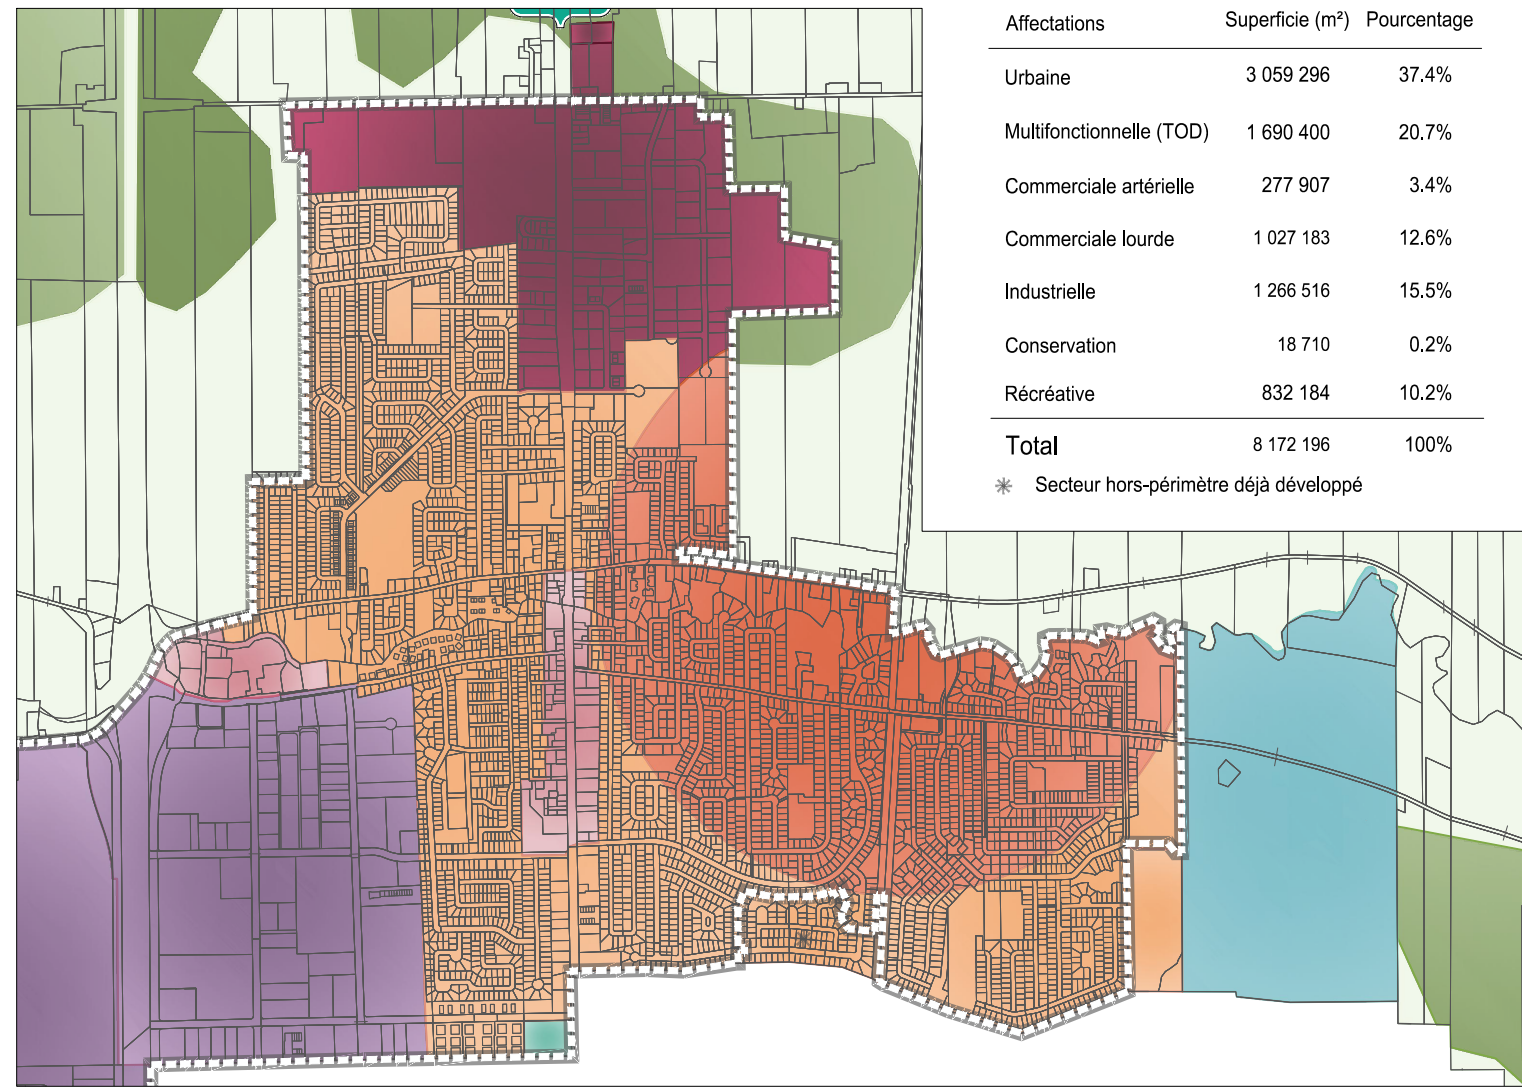 Affectations Superficie (m²) Pourcentage
Urbaine 3 059 296 37.4%
Multifonctionnelle (TOD) 1 690 400 20.7%
Commerciale artérielle 277 907 3.4%
Commerciale lourde 1 027 183 12.6%
Industrielle 1 266 516 15.5%
Conservation 18 710 0.2%
Récréative 832 184 10.2%
Total 8 172 196 100%
Secteur hors-périmètre déjà développé